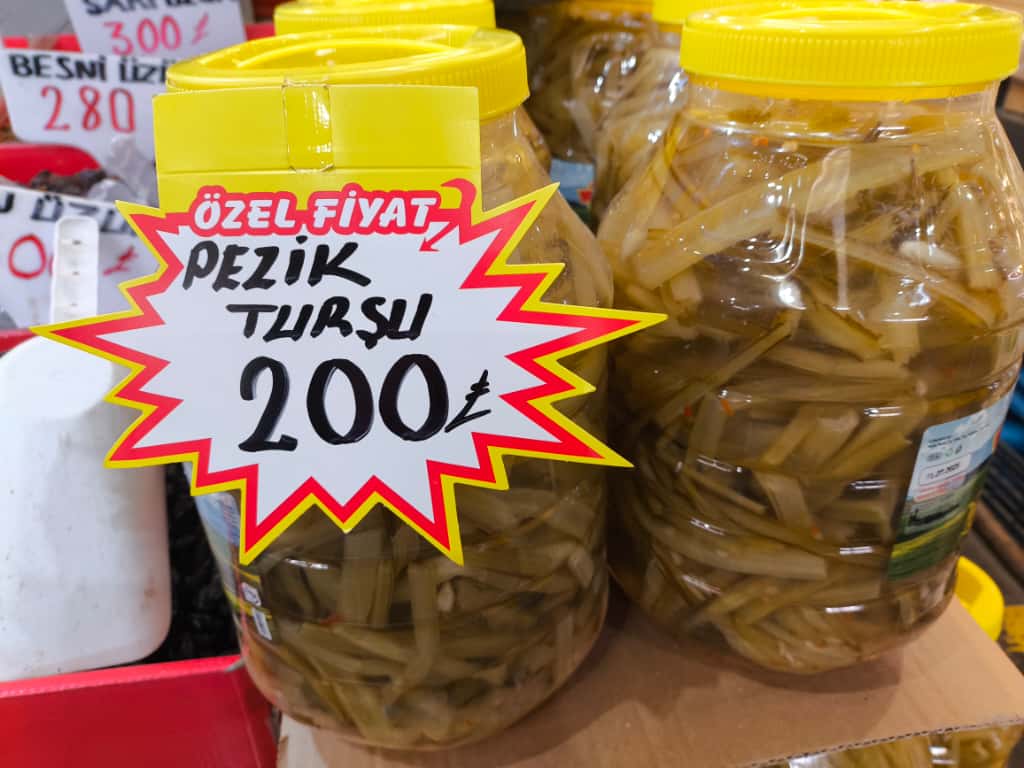 300 ₺
BESNİ ÜZÜ
280
ÖZEL FİYAT
PEZİK
TURŞU
200 ₺